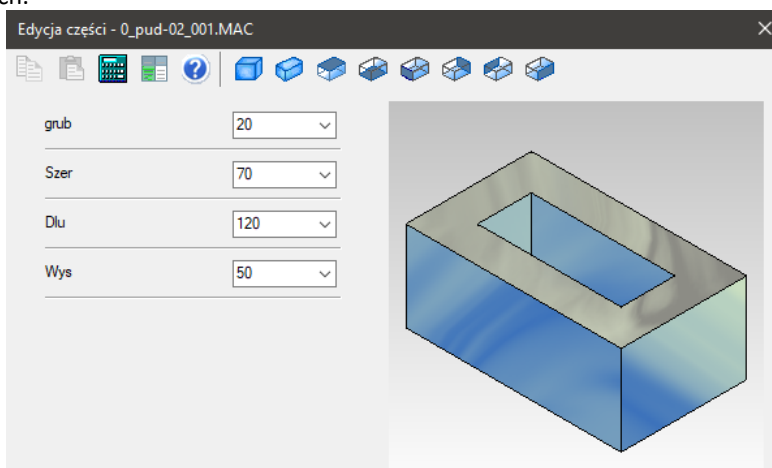 Edycja części - 0_pud-02_001.MAC
grub 20
Szer 70
Dlu 120
Wys 50